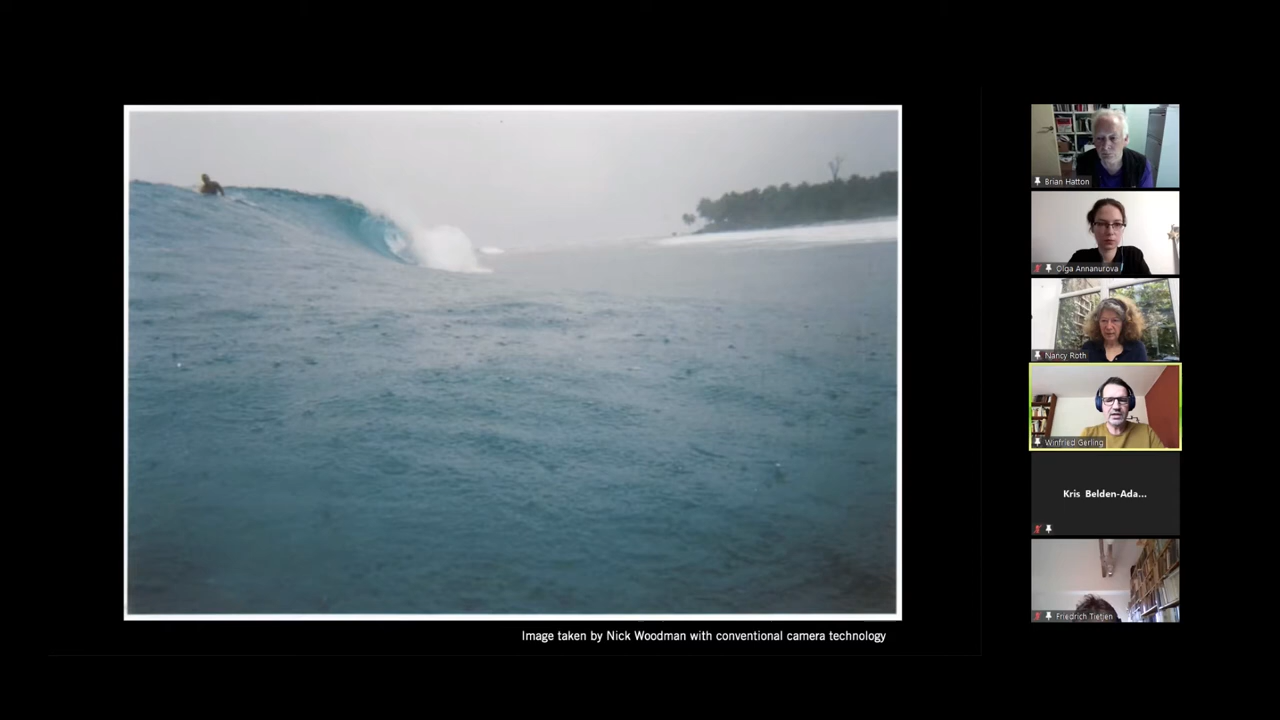 Brian Hatton
Olga Annanurova
Nancy Roth
Winfried Gerling
Kris Belden-Ada...
Friedrich Tietjen
Image taken by Nick Woodman with conventional camera technology